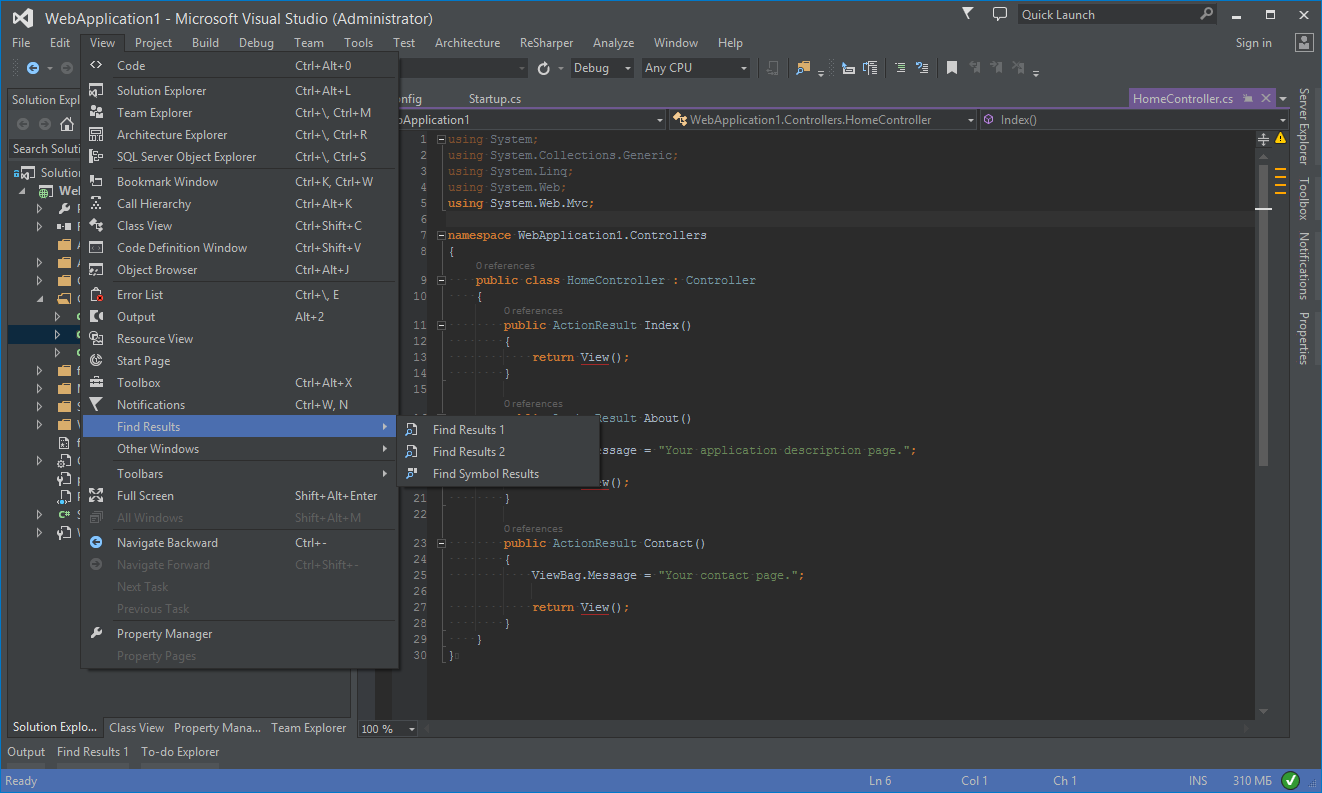 WebApplication1 - Microsoft Visual Studio (Administrator)
Quick Launch
File Edit View Project Build Debug Team Tools Test Architecture ReSharper Analyze Window Help
Sign in
Debug Any CPU
Code Ctrl+Alt+0
Solution Explorer Ctrl+Alt+L
Team Explorer Ctrl+\, Ctrl+M
Architecture Explorer Ctrl+\, Ctrl+R
SQL Server Object Explorer Ctrl+\, Ctrl+S
Bookmark Window Ctrl+K, Ctrl+W
Call Hierarchy Ctrl+Alt+K
Class View Ctrl+Shift+C
Code Definition Window Ctrl+Shift+V
Object Browser Ctrl+Alt+J
Error List Ctrl+\, E
Output Alt+2
Resource View
Start Page
Toolbox Ctrl+Alt+X
Notifications Ctrl+W, N
Find Results
Other Windows
Toolbars
Full Screen Shift+Alt+Enter
All Windows Shift+Alt+M
Navigate Backward Ctrl+-
Navigate Forward Ctrl+Shift+-
Next Task
Previous Task
Property Manager
Property Pages
Find Results 1
Find Results 2
Find Symbol Results
Solution Expl
Search Soluti
Solution
Web
nfig
Startup.cs
HomeController.cs
bApplication1
WebApplication1.Controllers.HomeController
Index()
1 using System;
2 using System.Collections.Generic;
3 using System.Linq;
4 using System.Web;
5 using System.Web.Mvc;
6
7 namespace WebApplication1.Controllers
8 {
0 references
9 public class HomeController : Controller
10 {
0 references
11 public ActionResult Index()
12 {
13 return View();
14 }
15
0 references
Result About()
ssage = "Your application description page.";
ew();
21 }
22
0 references
23 public ActionResult Contact()
24 {
25 ViewBag.Message = "Your contact page.";
26
27 return View();
28 }
29 }
30 }
Server Explorer
Toolbox
Notifications
Properties
Solution Explo... Class View Property Mana... Team Explorer
100 %
Output Find Results 1 To-do Explorer
Ready
Ln 6 Col 1 Ch 1 INS 310 МБ